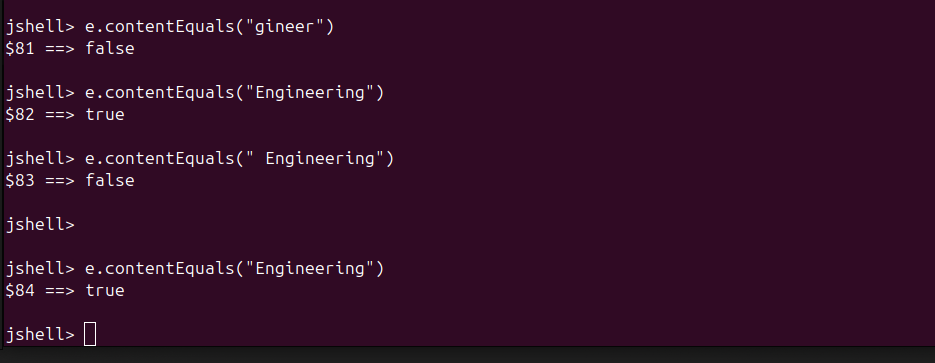 jshell> e.contentEquals("gineer")
$81 ==> false
jshell> e.contentEquals("Engineering")
$82 ==> true
jshell> e.contentEquals(" Engineering")
$83 ==> false
jshell>
jshell> e.contentEquals("Engineering")
$84 ==> true
jshell>